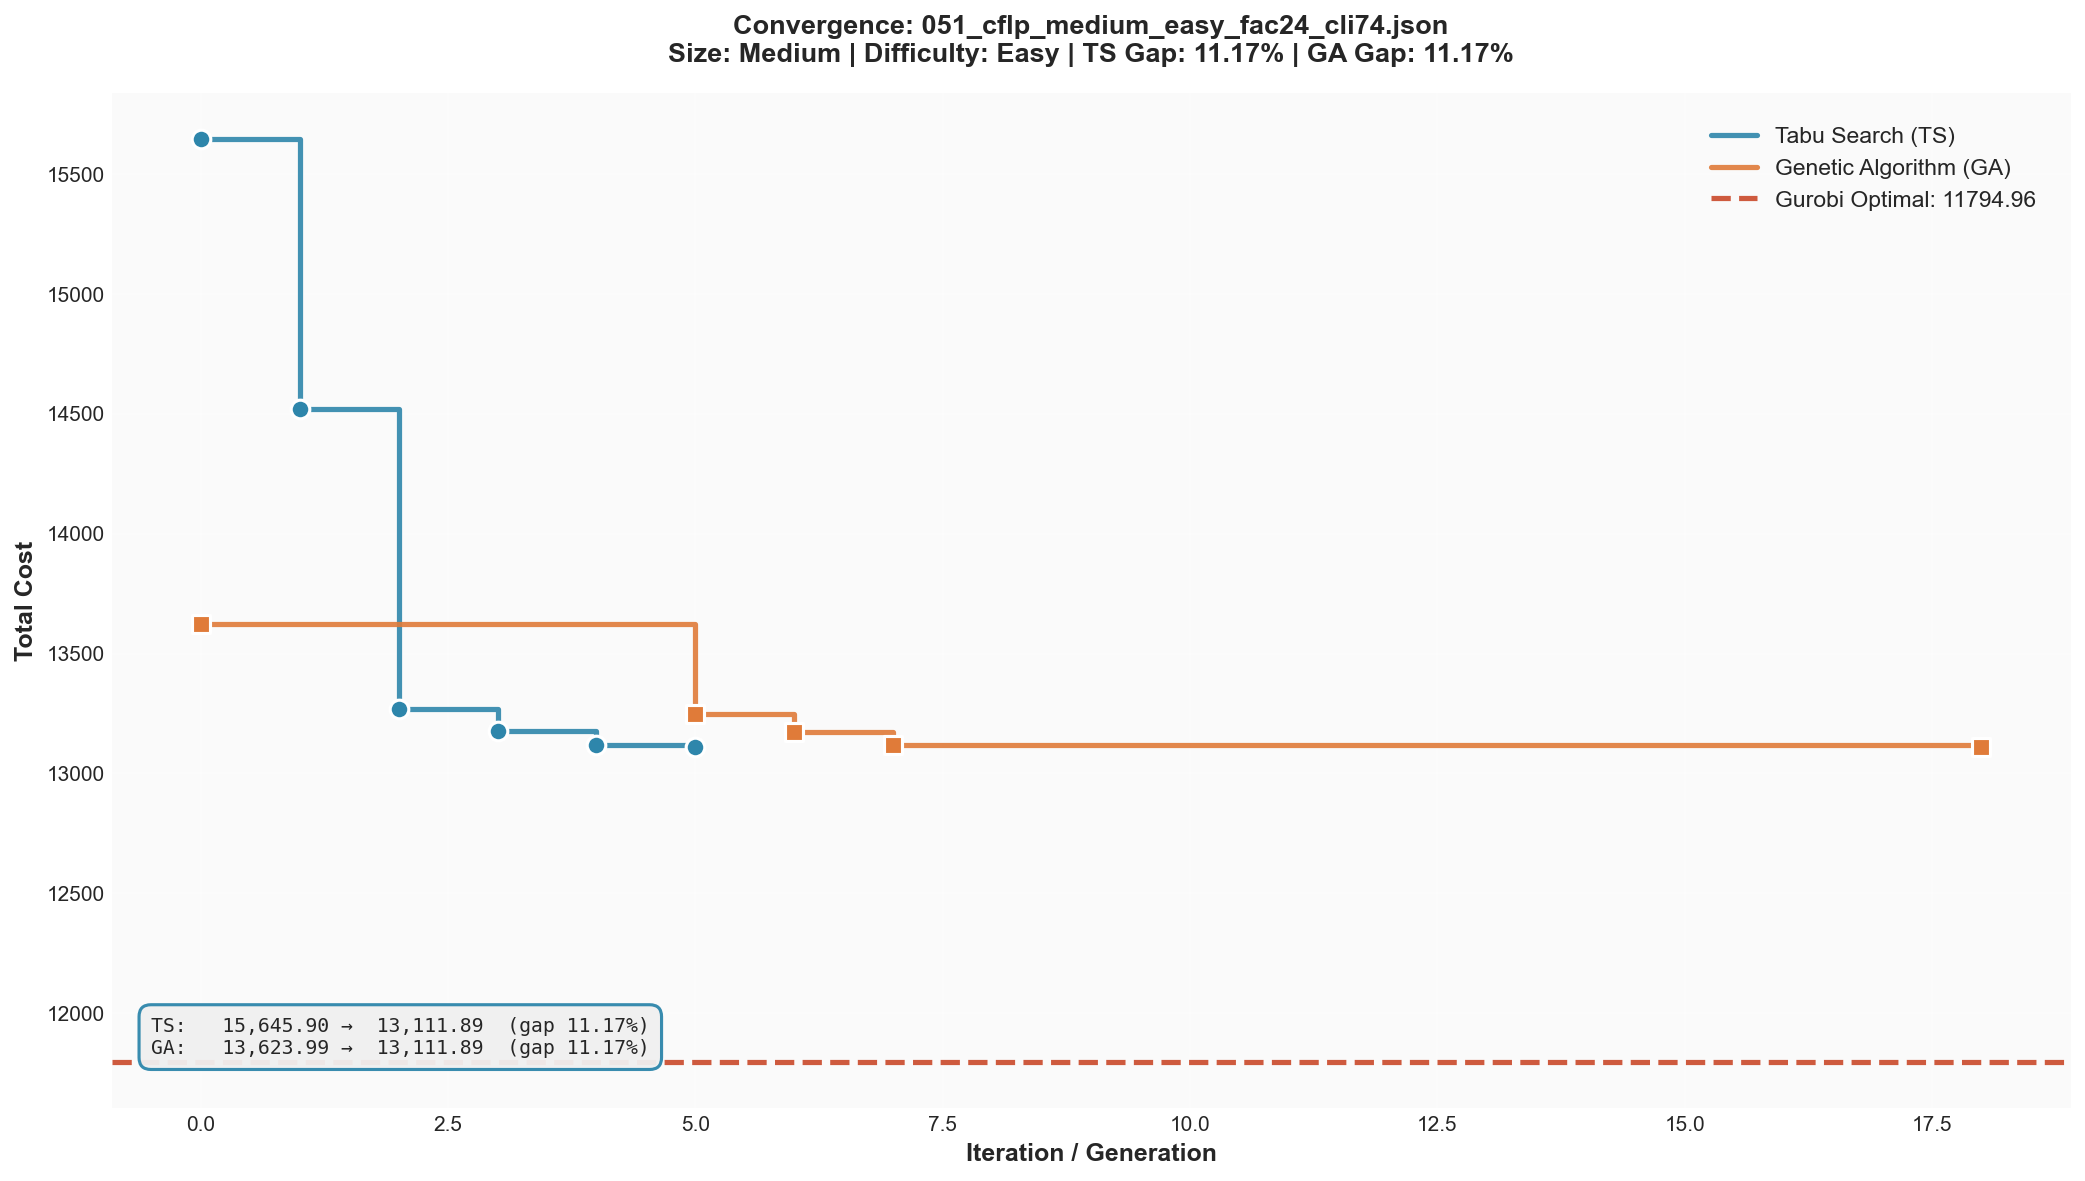 Convergence: 051_cflp_medium_easy_fac24_cli74.json
Size: Medium | Difficulty: Easy | TS Gap: 11.17% | GA Gap: 11.17%
Tabu Search (TS)
Genetic Algorithm (GA)
Gurobi Optimal: 11794.96
Total Cost
15500
15000
14500
14000
13500
13000
12500
12000
TS: 15,645.90 → 13,111.89 (gap 11.17%)
GA: 13,623.99 → 13,111.89 (gap 11.17%)
0.0 2.5 5.0 7.5 10.0 12.5 15.0 17.5
Iteration / Generation